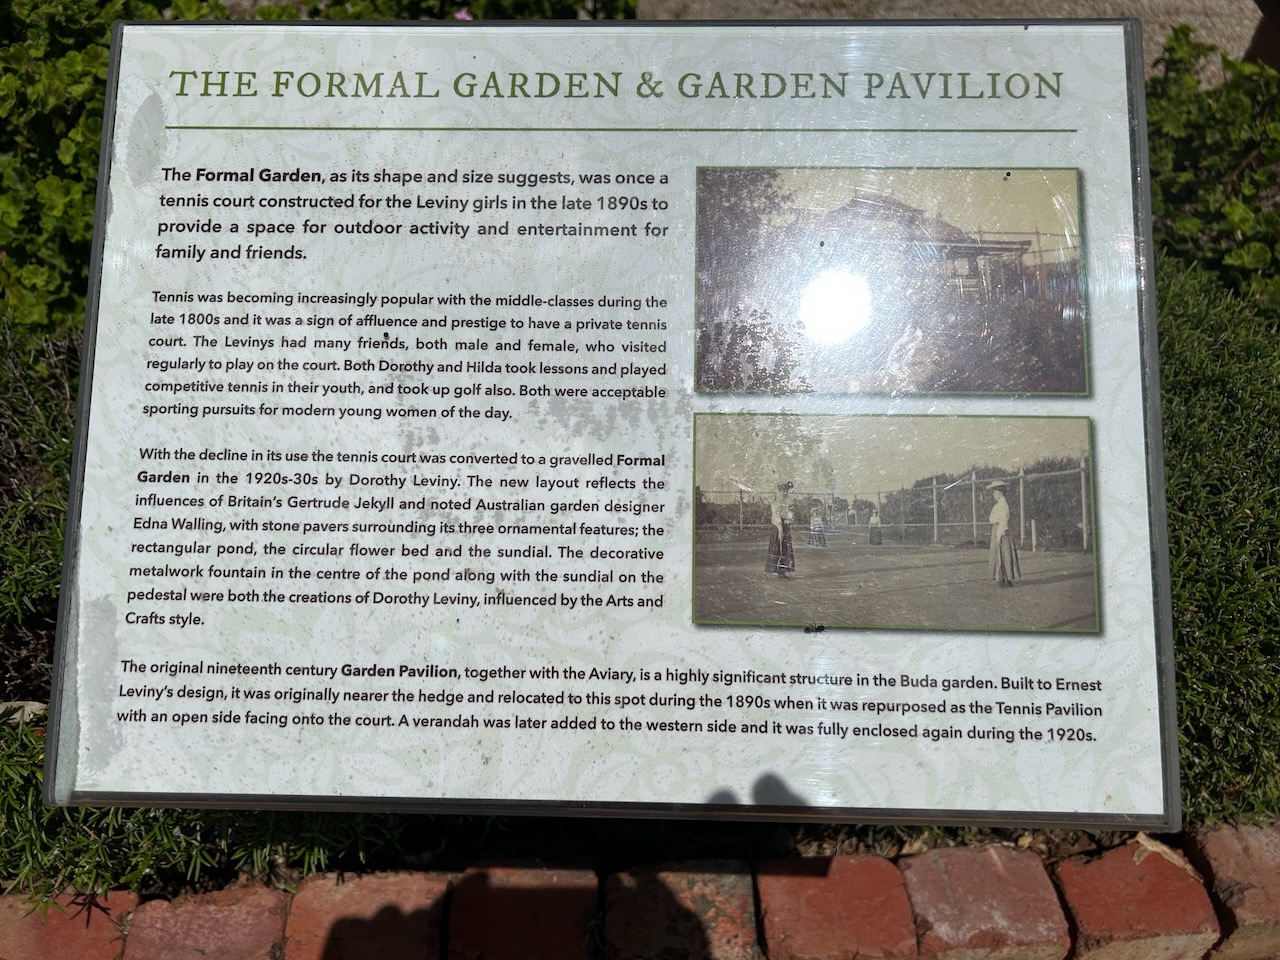 THE FORMAL GARDEN & GARDEN PAVILION
The Formal Garden, as its shape and size suggests, was once a
tennis court constructed for the Leviny girls in the late 1890s to
provide a space for outdoor activity and entertainment for
family and friends.
Tennis was becoming increasingly popular with the middle-classes during the
late 1800s and it was a sign of affluence and prestige to have a private tennis
court. The Levinys had many friends, both male and female, who visited
regularly to play on the court. Both Dorothy and Hilda took lessons and played
competitive tennis in their youth, and took up golf also. Both were acceptable
sporting pursuits for modern young women of the day.
With the decline in its use the tennis court was converted to a gravelled Formal
Garden in the 1920s-30s by Dorothy Leviny. The new layout reflects the
influences of Britain's Gertrude Jekyll and noted Australian garden designer
Edna Walling, with stone pavers surrounding its three ornamental features; the
rectangular pond, the circular flower bed and the sundial. The decorative
metalwork fountain in the centre of the pond along with the sundial on the
pedestal were both the creations of Dorothy Leviny, influenced by the Arts and
Crafts style.
The original nineteenth century Garden Pavilion, together with the Aviary, is a highly significant structure in the Buda garden. Built to Ernest
Leviny's design, it was originally nearer the hedge and relocated to this spot during the 1890s when it was repurposed as the Tennis Pavilion
with an open side facing onto the court. A verandah was later added to the western side and it was fully enclosed again during the 1920s.